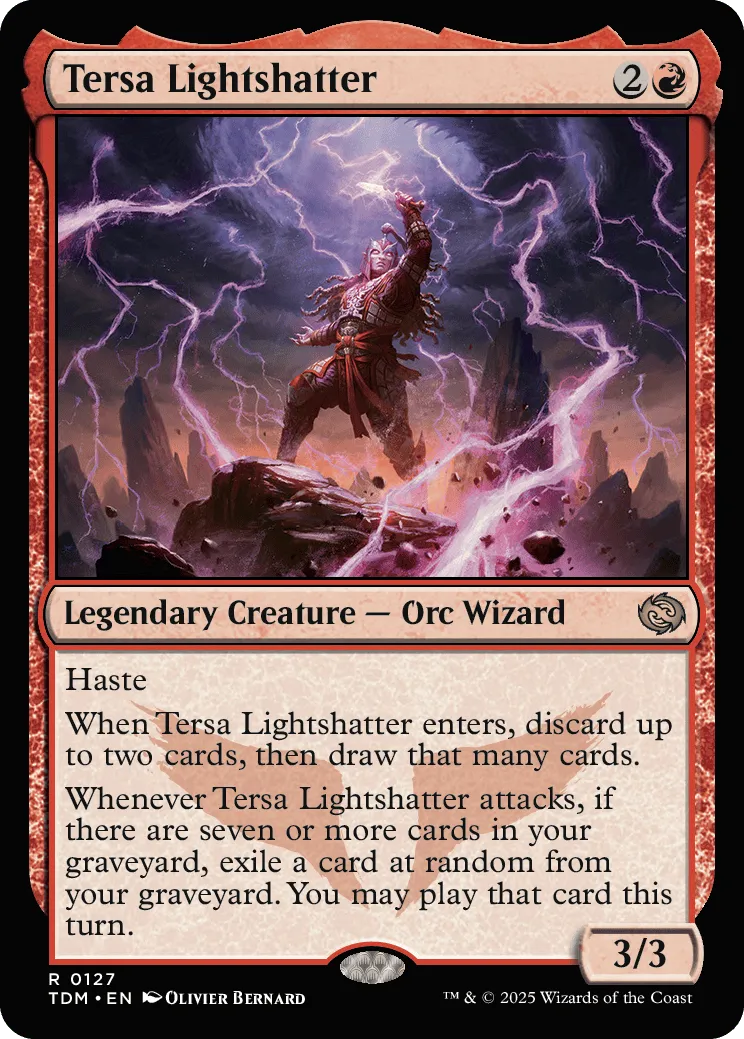 Tersa Lightshatter 2
Legendary Creature — Orc Wizard
Haste
When Tersa Lightshatter enters, discard up
to two cards, then draw that many cards.
Whenever Tersa Lightshatter attacks, if
there are seven or more cards in your
graveyard, exile a card at random from
your graveyard. You may play that card this
turn.
3/3
R 0127
TDM • EN Olivier Bernard
™ & © 2025 Wizards of the Coast